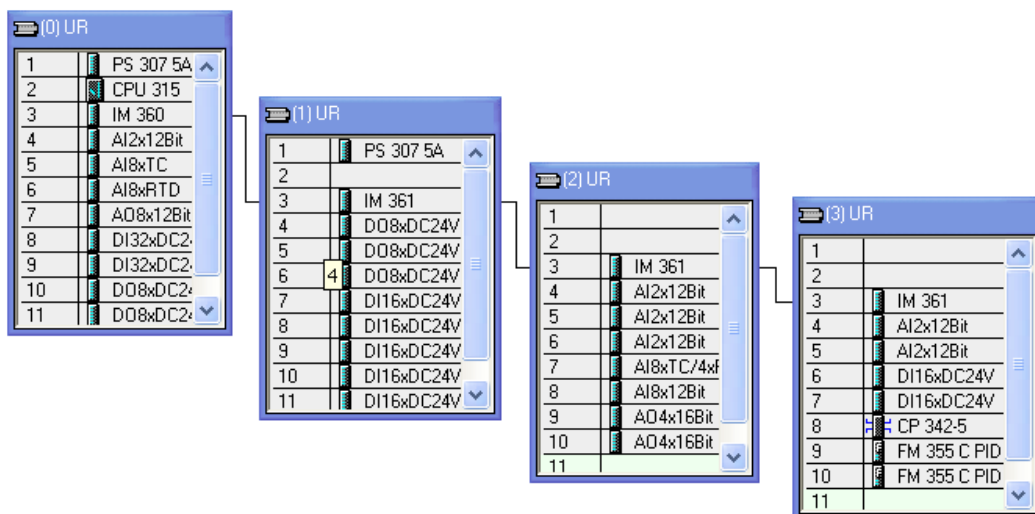 (0) UR
1 PS 307 5A
2 CPU 315
3 IM 360
4 AI2x12Bit
5 AI8xTC
6 AI8xRTD
7 AO8x12Bit
8 DI32xDC2
9 DI32xDC2
10 DO8xDC2
11 DO8xDC2
(1) UR
1 PS 307 5A
2
3 IM 361
4 DO8xDC24V
5 DO8xDC24V
6 4 DO8xDC24V
7 DI16xDC24V
8 DI16xDC24V
9 DI16xDC24V
10 DI16xDC24V
11 DI16xDC24V
(2) UR
1
2
3 IM 361
4 AI2x12Bit
5 AI2x12Bit
6 AI2x12Bit
7 AI8xTC/4x
8 AI8x12Bit
9 AO4x16Bit
10 AO4x16Bit
11
(3) UR
1
2
3 IM 361
4 AI2x12Bit
5 AI2x12Bit
6 DI16xDC24V
7 DI16xDC24V
8 CP 342-5
9 FM 355 C PID
10 FM 355 C PID
11